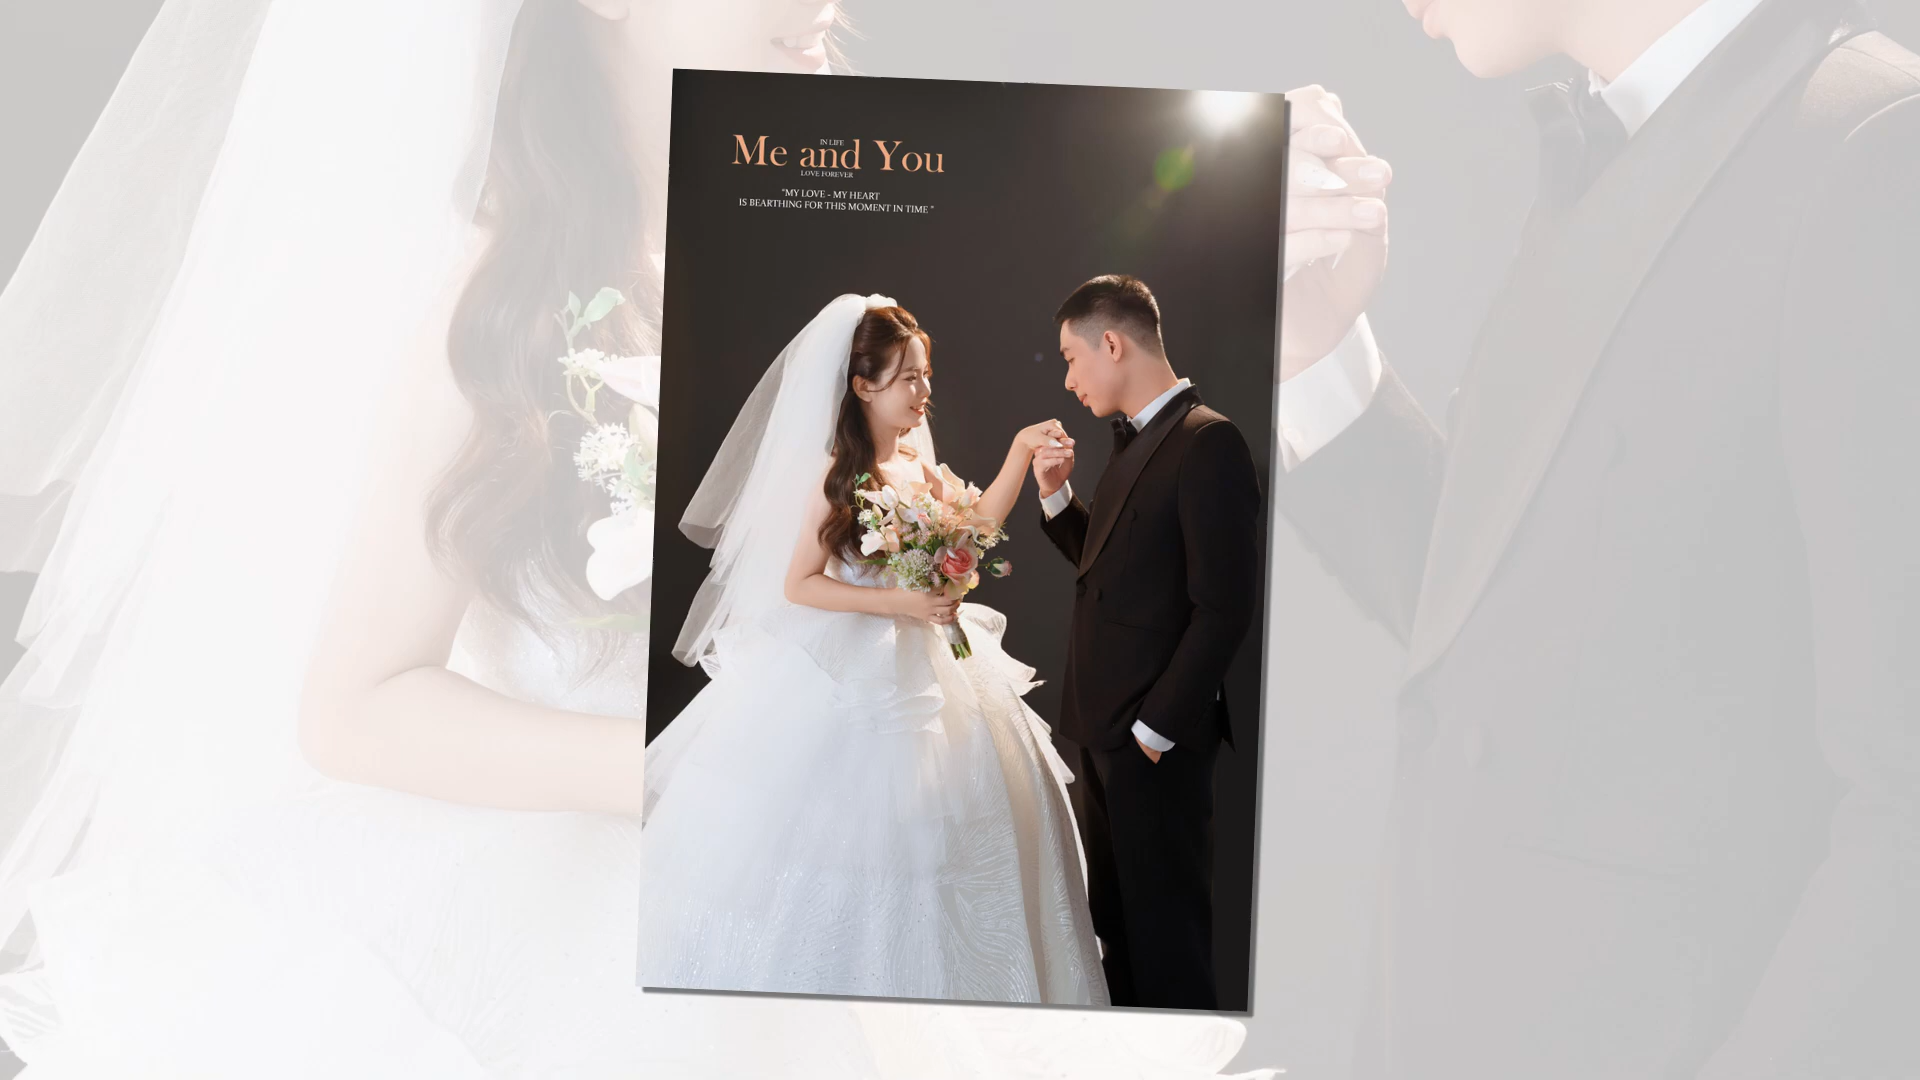 IN LIFE
Me and You
LOVE FOREVER
"MY LOVE - MY HEART
IS BEARTHING FOR THIS MOMENT IN TIME "